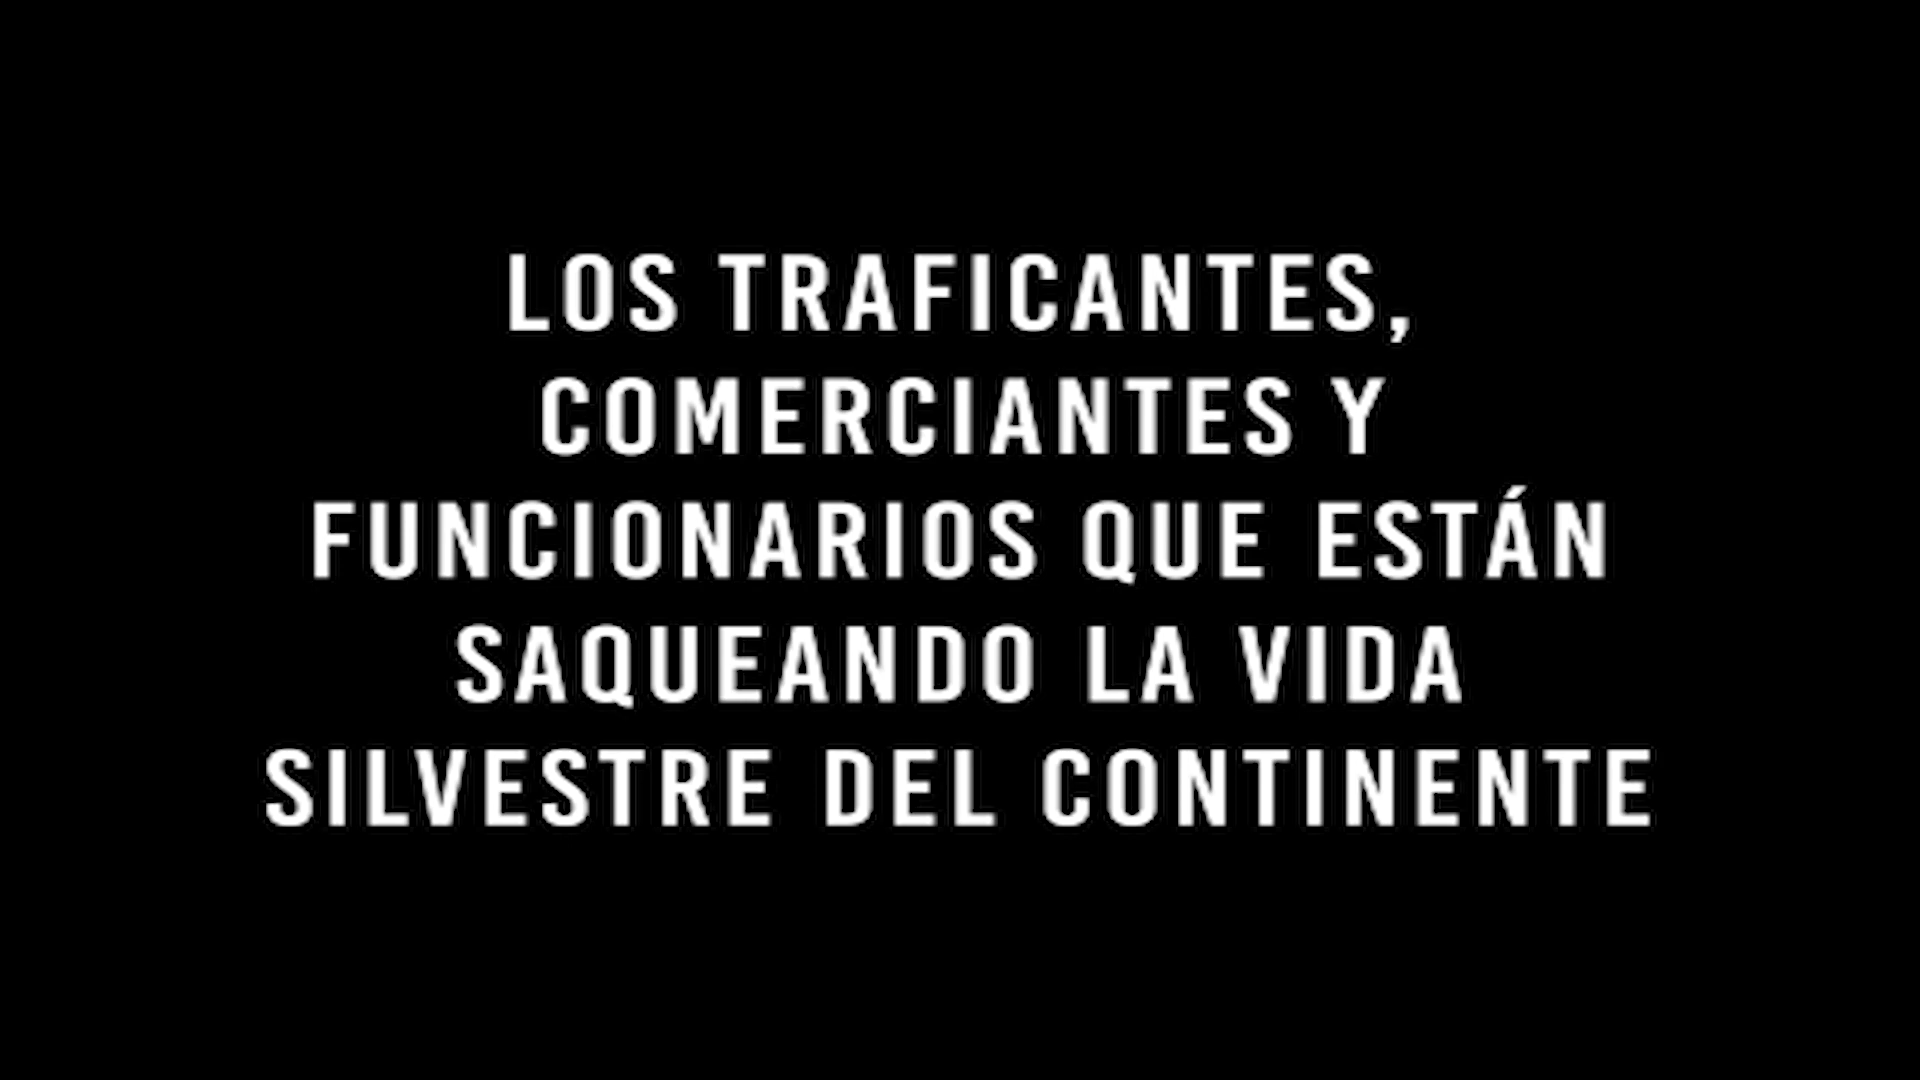 LOS TRAFICANTES,
COMERCIANTES Y
FUNCIONARIOS QUE ESTÁN
SAQUEANDO LA VIDA
SILVESTRE DEL CONTINENTE